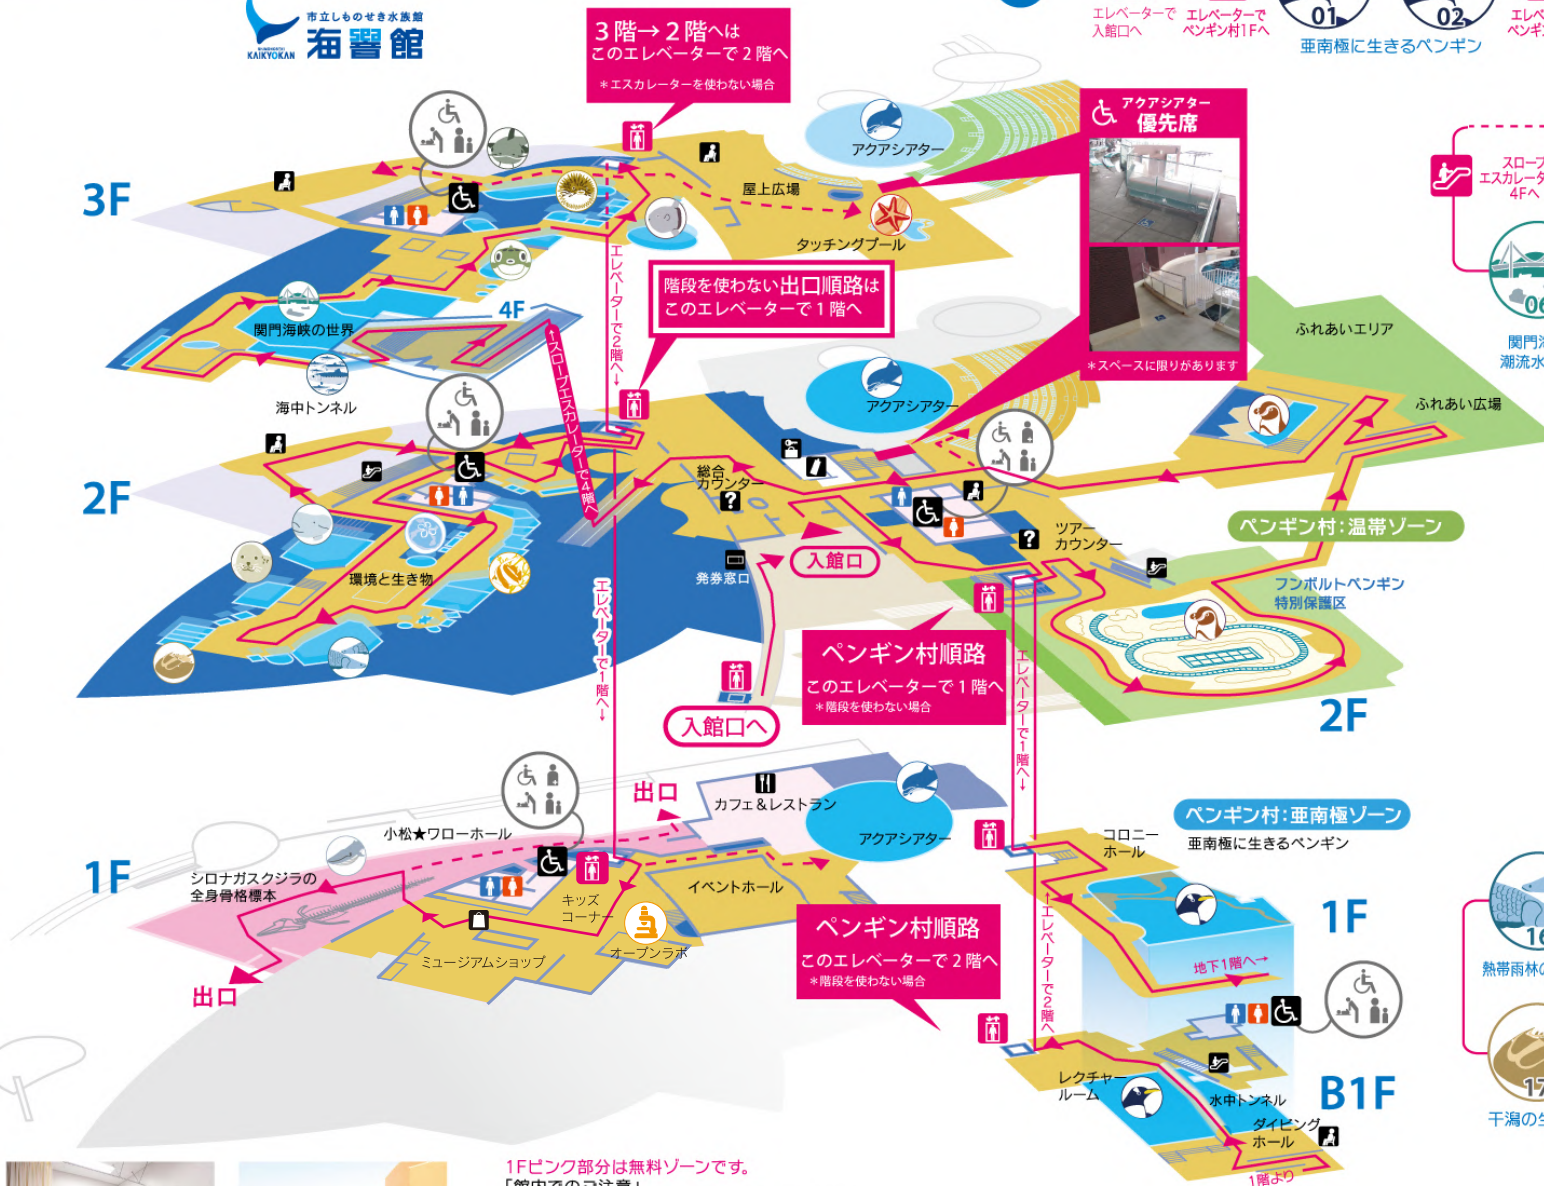 市立しものせき水族館
海響館
SHIMONOSEKI
KAIKYOKAN
3階→2階へは
このエレベーターで2階へ
＊エスカレーターを使わない場合
エレベーターで
入館口へ
エレベーターで
ペンギン村1Fへ
01
02
亜南極に生きるペンギン
アクアシアター
優先席
＊スペースに限りがあります
アクアシアター
スロープ
4Fへ
06
3F
屋上広場
タッチングプール
エレベーターで2階へ↓
階段を使わない出口順路は
このエレベーターで1階へ
関門海峡の世界
4F
海中トンネル
↑スロープエスカレーターで4階へ
アクアシアター
ふれあいエリア
ふれあい広場
2F
総合
カウンター
?
環境と生き物
発券窓口
入館口
ツアー
カウンター
?
ペンギン村：温帯ゾーン
フンボルトペンギン
特別保護区
エレベーターで1階へ↓
ペンギン村順路
このエレベーターで1階へ
＊階段を使わない場合
エレベーターで1階へ↓
入館口へ
2F
1F
小松★ワローホール
シロナガスクジラの
全身骨格標本
出口
カフェ＆レストラン
アクアシアター
キッズ
コーナー
イベントホール
オープンラボ
ミュージアムショップ
出口
ペンギン村：亜南極ゾーン
亜南極に生きるペンギン
コロニー
ホール
1F
地下1階へ→
ペンギン村順路
このエレベーターで2階へ
＊階段を使わない場合
↑エレベーターで2階へ
レクチャー
ルーム
水中トンネル
ダイビング
ホール
B1F
1階より
16
熱帯雨林の
17
干潟の
1Fピンク部分は無料ゾーンです。
「館内でのご注意」